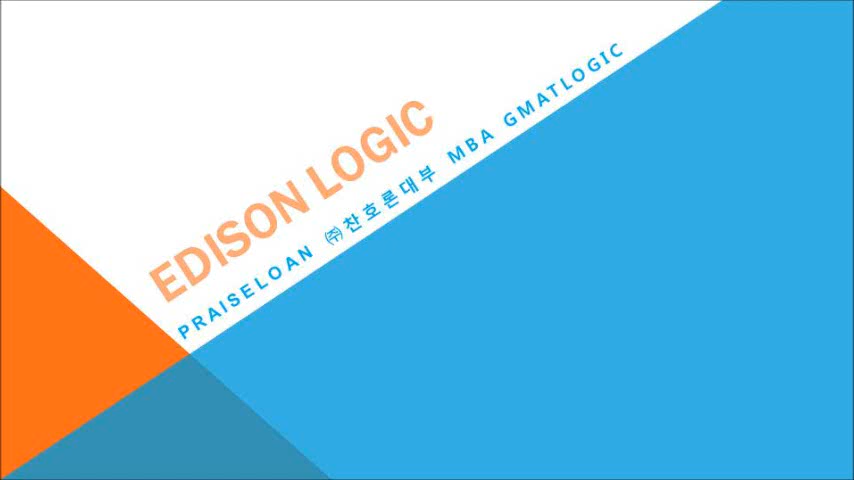 EDISON LOGIC
PRAISELOAN ㈜찬호론대부 MBA GMATLOGIC